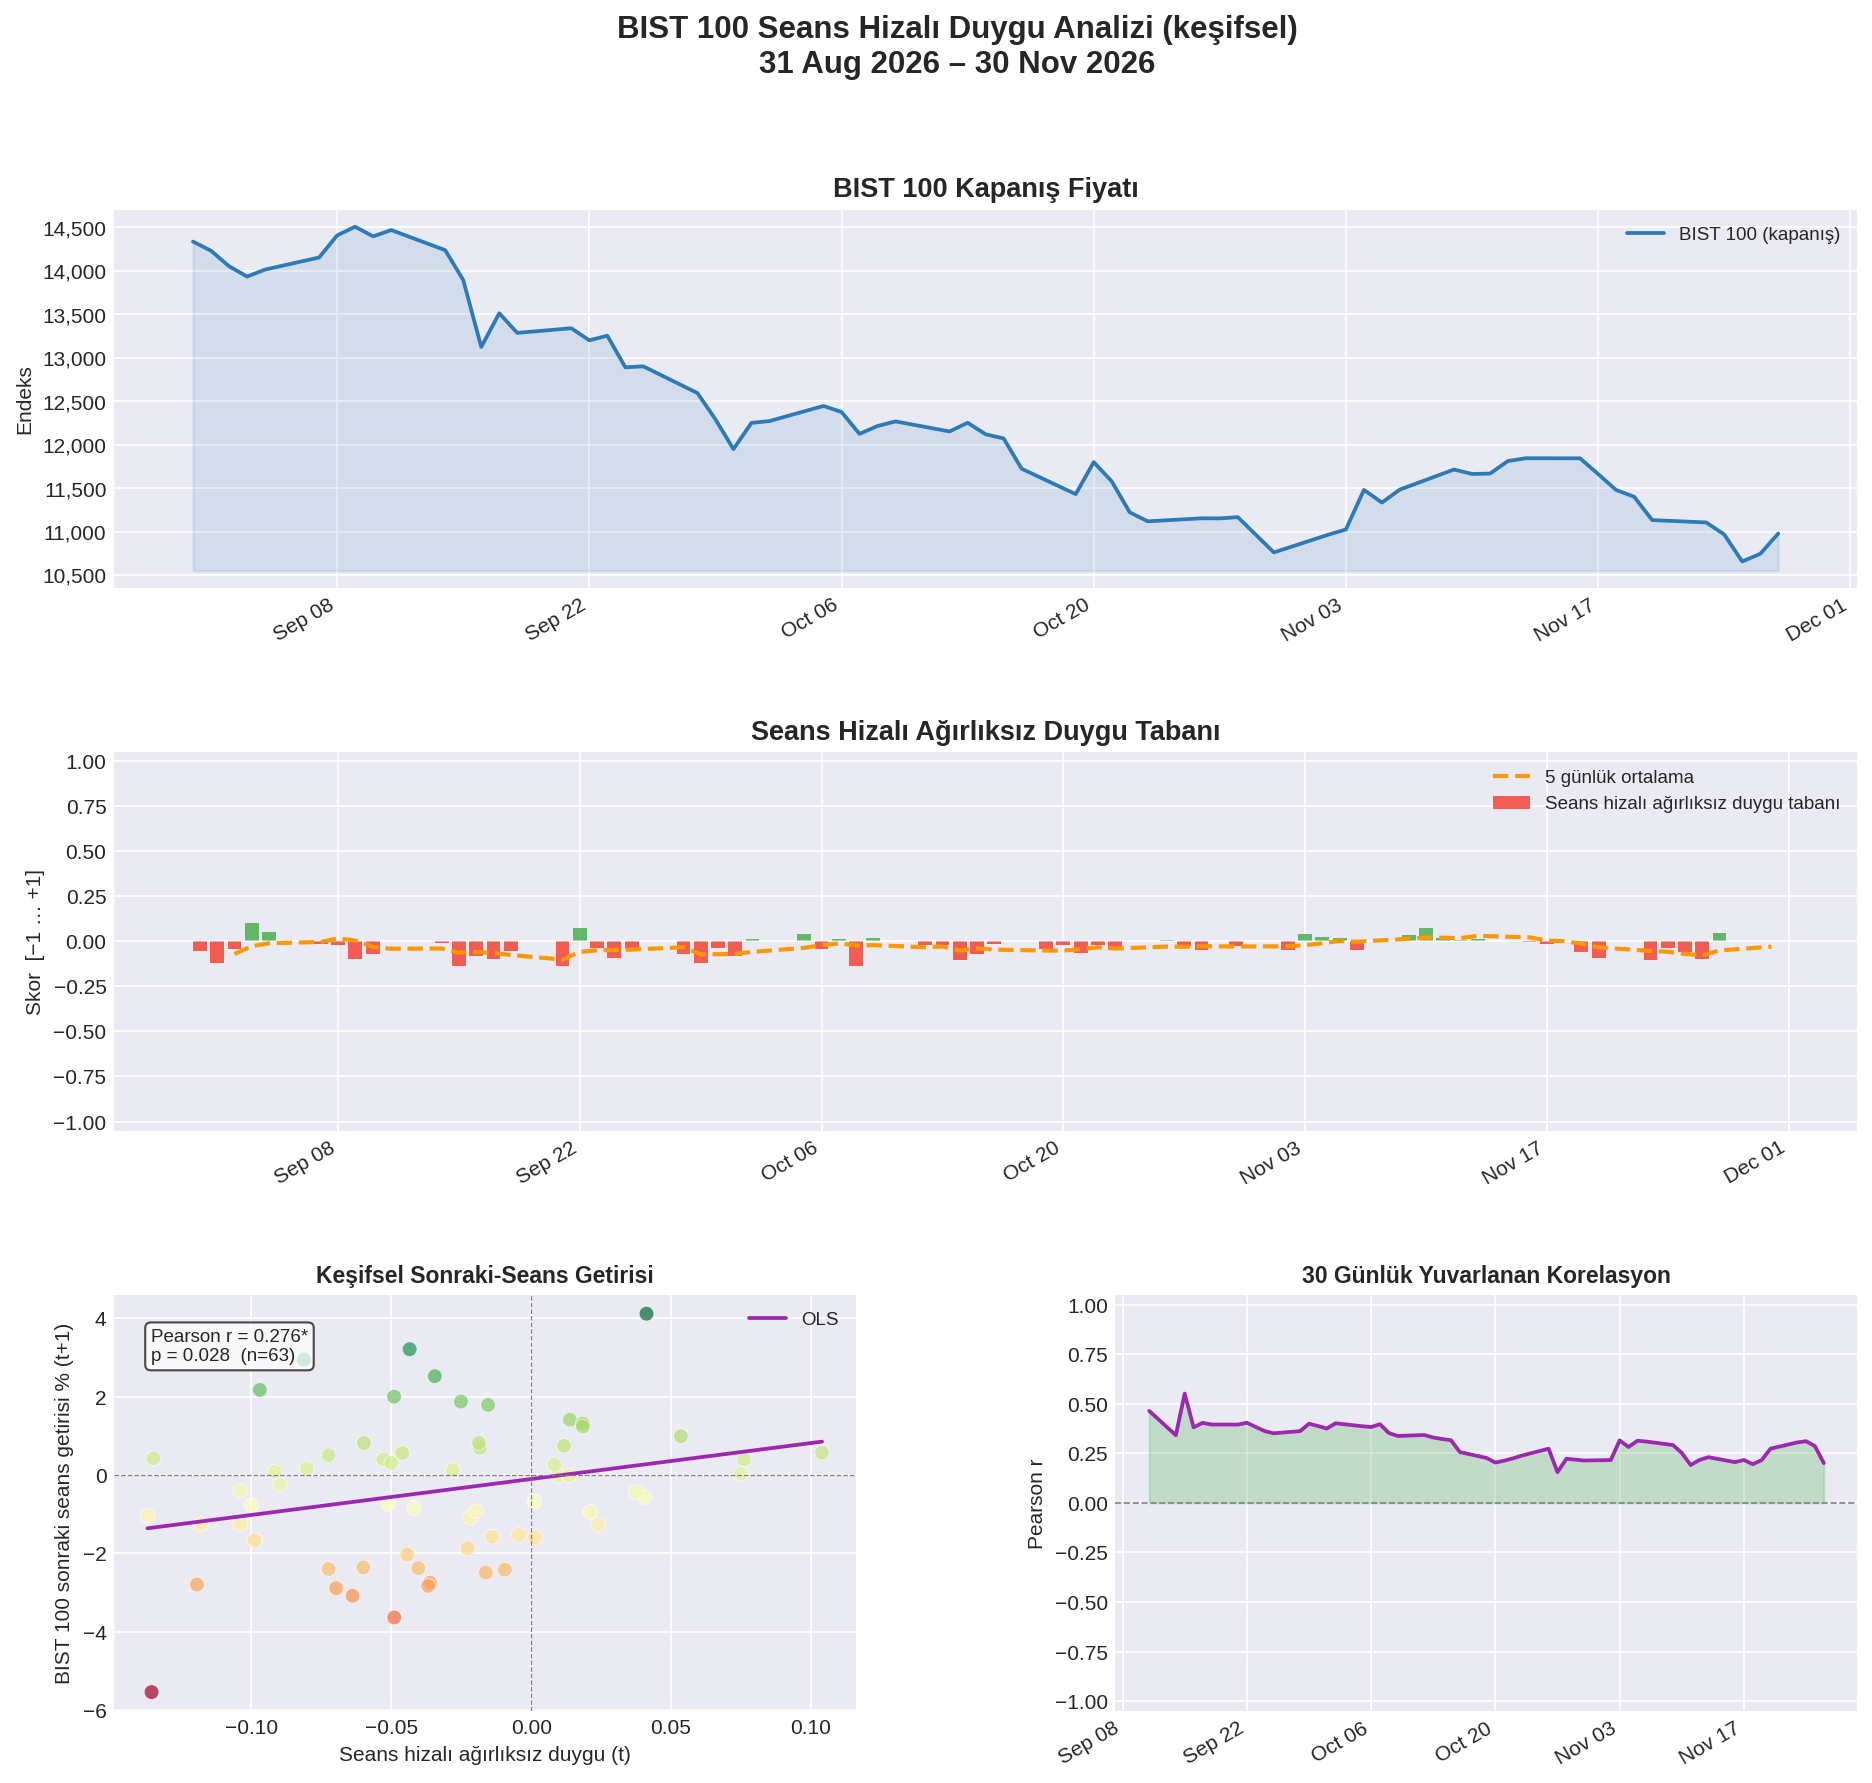 BIST 100 Seans Hizalı Duygu Analizi (keşifsel)
31 Aug 2026 – 30 Nov 2026
BIST 100 Kapanış Fiyatı
BIST 100 (kapanış)
Endeks
14,500
14,000
13,500
13,000
12,500
12,000
11,500
11,000
10,500
Sep 08
Sep 22
Oct 06
Oct 20
Nov 03
Nov 17
Dec 01
Seans Hizalı Ağırlıksız Duygu Tabanı
5 günlük ortalama
Seans hizalı ağırlıksız duygu tabanı
Skor [−1 … +1]
1.00
0.75
0.50
0.25
0.00
−0.25
−0.50
−0.75
−1.00
Sep 08
Sep 22
Oct 06
Oct 20
Nov 03
Nov 17
Dec 01
Keşifsel Sonraki-Seans Getirisi
Pearson r = 0.276*
p = 0.028 (n=63)
OLS
BIST 100 sonraki seans getirisi % (t+1)
4
2
0
−2
−4
−6
−0.10
−0.05
0.00
0.05
0.10
Seans hizalı ağırlıksız duygu (t)
30 Günlük Yuvarlanan Korelasyon
Pearson r
1.00
0.75
0.50
0.25
0.00
−0.25
−0.50
−0.75
−1.00
Sep 08
Sep 22
Oct 06
Oct 20
Nov 03
Nov 17